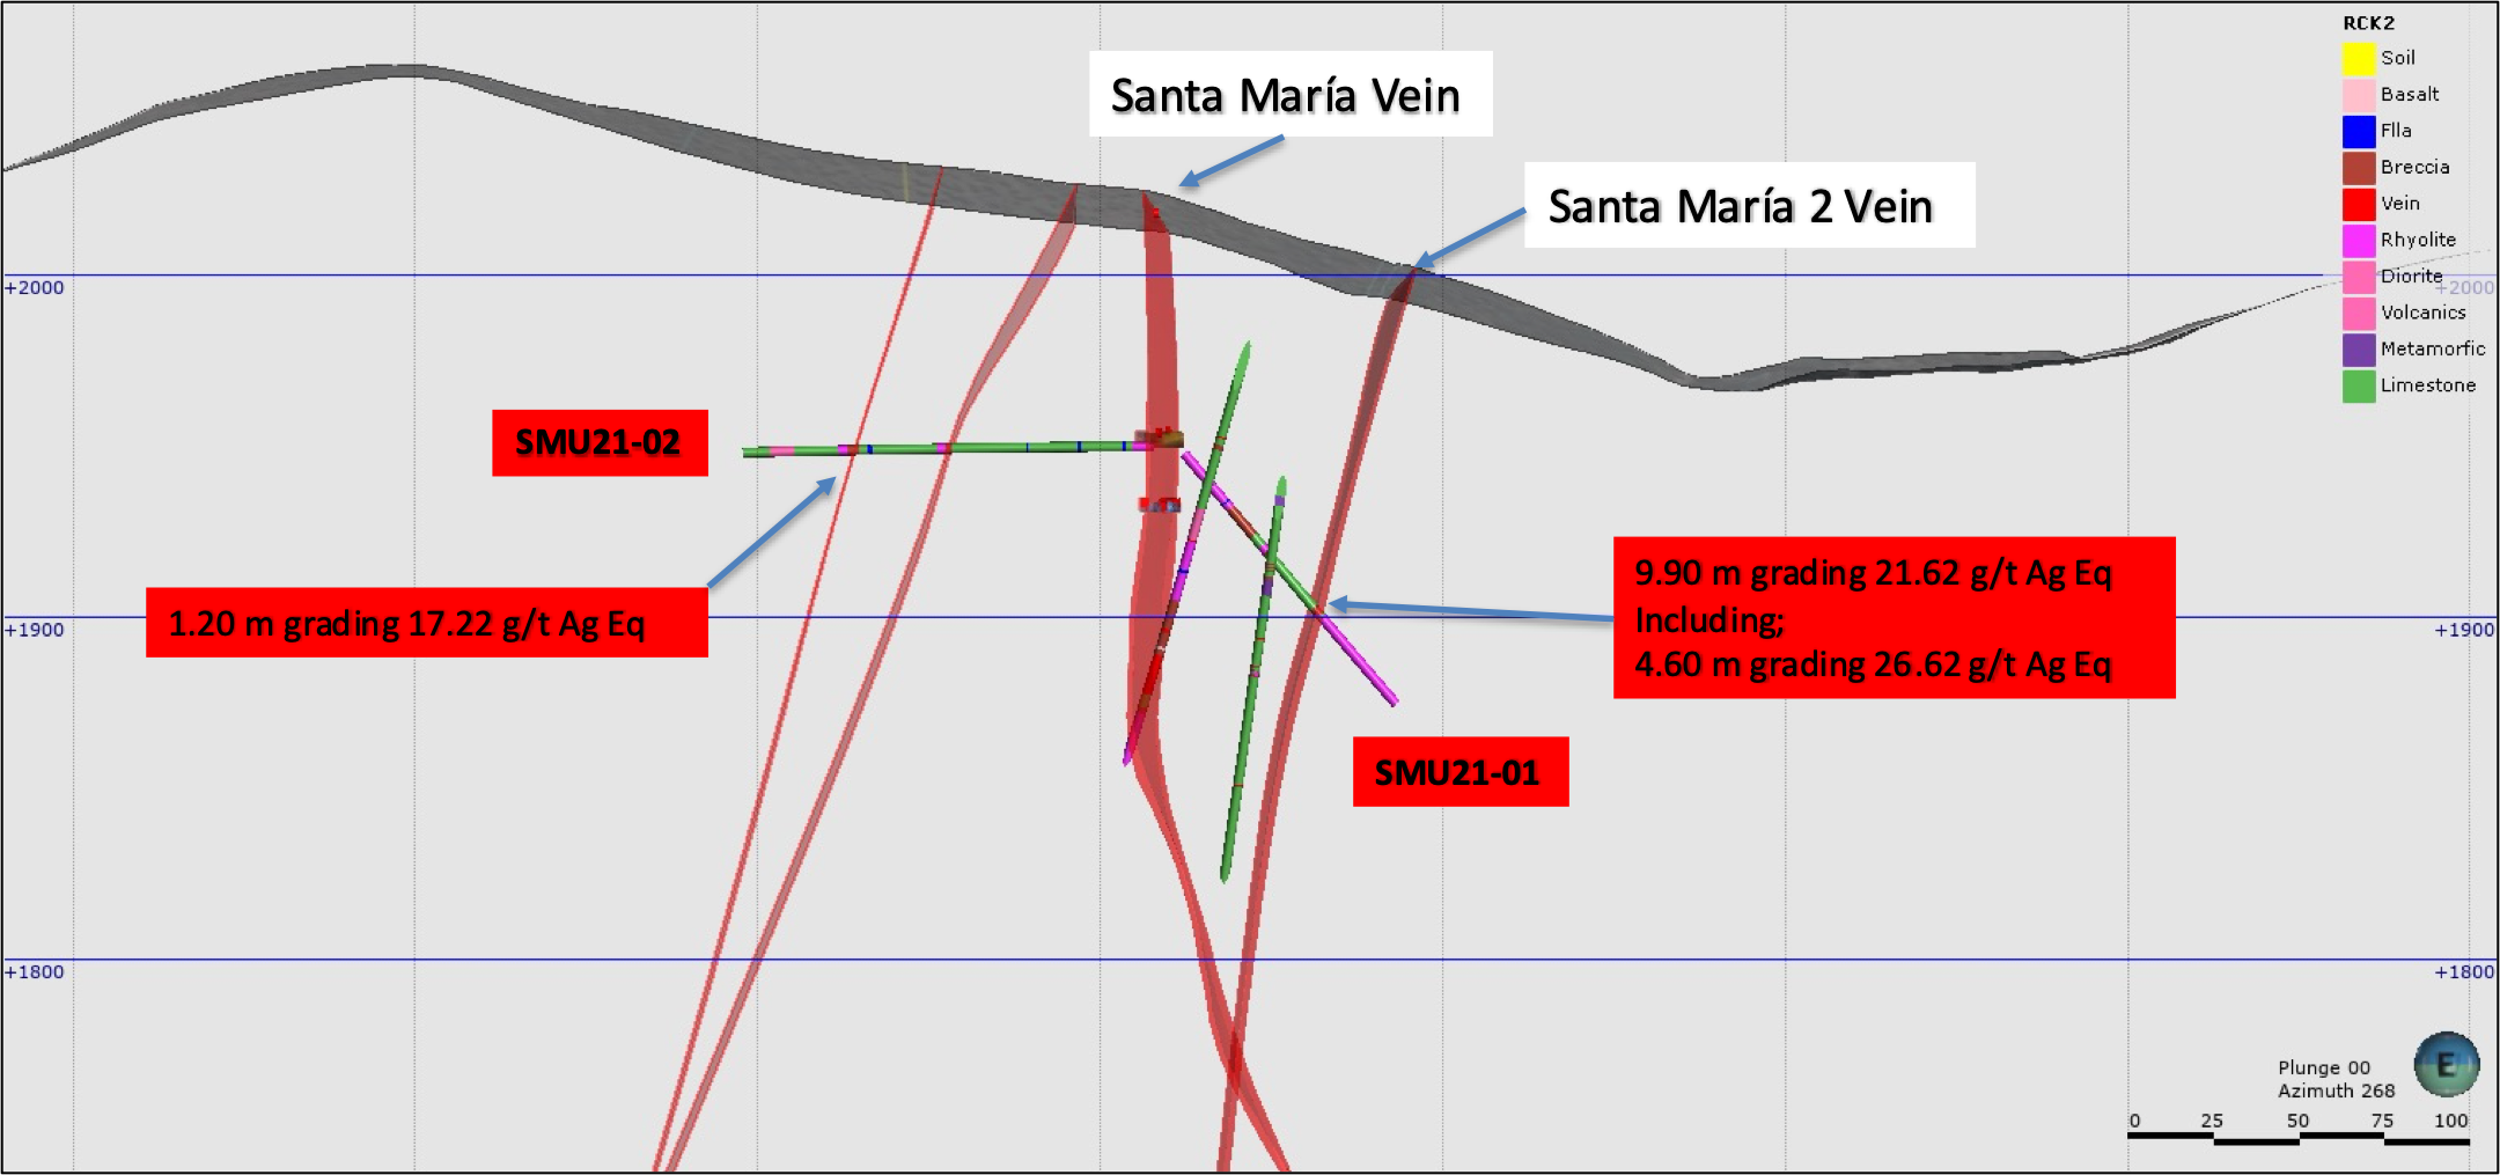 RCK2
Soil
Basalt
Flla
Breccia
Vein
Rhyolite
Diorite
Volcanics
Metamorfic
Limestone
Santa María Vein
Santa María 2 Vein
+2000
+2000
SMU21-02
1.20 m grading 17.22 g/t Ag Eq
9.90 m grading 21.62 g/t Ag Eq
Including;
4.60 m grading 26.62 g/t Ag Eq
+1900
+1900
SMU21-01
+1800
+1800
Plunge 00
Azimuth 268
E
0 25 50 75 100